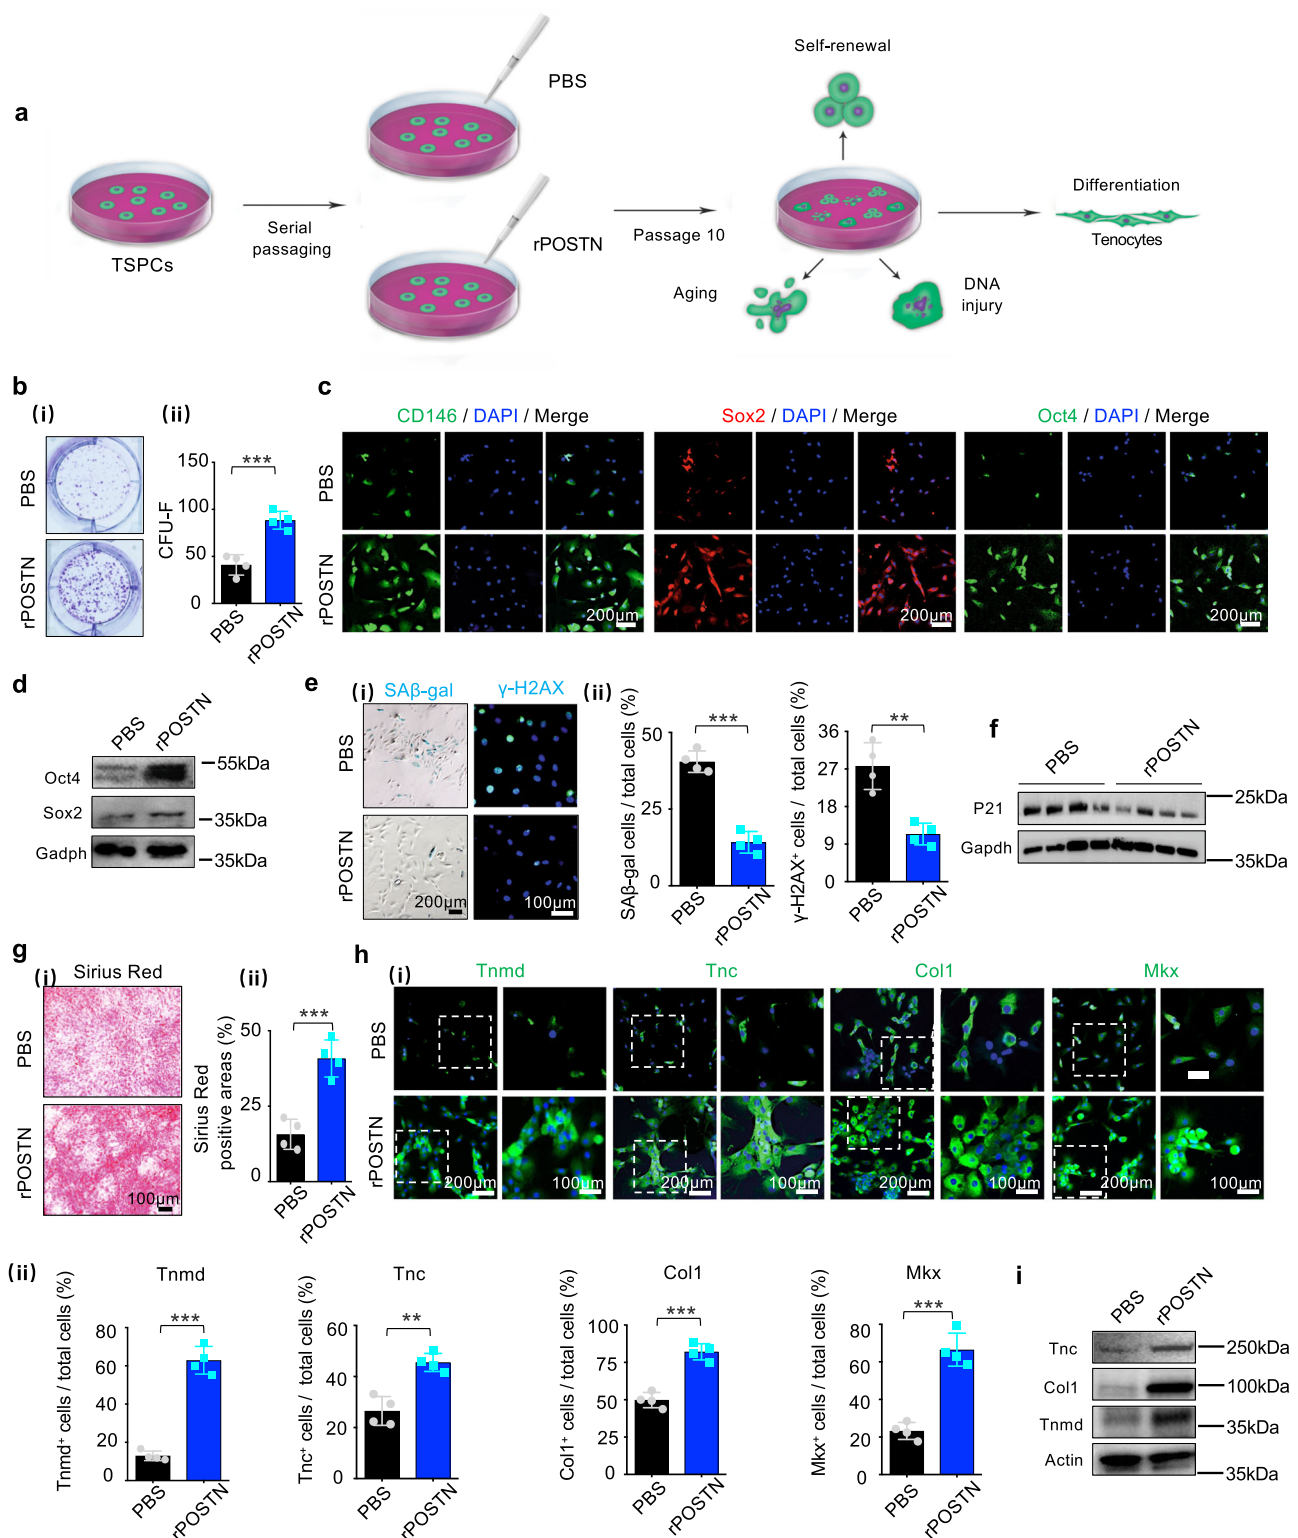 a
TSPCs
Serial
passaging
PBS
rPOSTN
Passage 10
Self-renewal
Aging
DNA
injury
Differentiation
Tenocytes
b
(i)
PBS
rPOSTN
(ii)
CFU-F
150
100
50
0
***
PBS
rPOSTN
c
CD146 / DAPI / Merge
Sox2 / DAPI / Merge
Oct4 / DAPI / Merge
PBS
rPOSTN
200μm
200μm
200μm
d
PBS
rPOSTN
Oct4
55kDa
Sox2
35kDa
Gadph
35kDa
e
(i)
SAβ-gal
γ-H2AX
PBS
rPOSTN
200μm
100μm
(ii)
SAβ-gal cells / total cells (%)
50
25
0
***
PBS
rPOSTN
γ-H2AX⁺ cells / total cells (%)
36
27
18
9
0
**
PBS
rPOSTN
f
PBS
rPOSTN
P21
25kDa
Gapdh
35kDa
g
(i)
Sirius Red
PBS
rPOSTN
100μm
(ii)
Sirius Red
positive areas (%)
50
25
0
***
PBS
rPOSTN
h
(i)
Tnmd
Tnc
Col1
Mkx
PBS
rPOSTN
200μm
100μm
200μm
100μm
200μm
100μm
200μm
100μm
(ii)
Tnmd
Tnmd⁺ cells / total cells (%)
80
60
40
20
0
***
PBS
rPOSTN
Tnc
Tnc⁺ cells / total cells (%)
60
40
20
0
**
PBS
rPOSTN
Col1
Col1⁺ cells / total cells (%)
100
75
50
25
0
***
PBS
rPOSTN
Mkx
Mkx⁺ cells / total cells (%)
80
60
40
20
0
***
PBS
rPOSTN
i
PBS
rPOSTN
Tnc
250kDa
Col1
100kDa
Tnmd
35kDa
Actin
35kDa